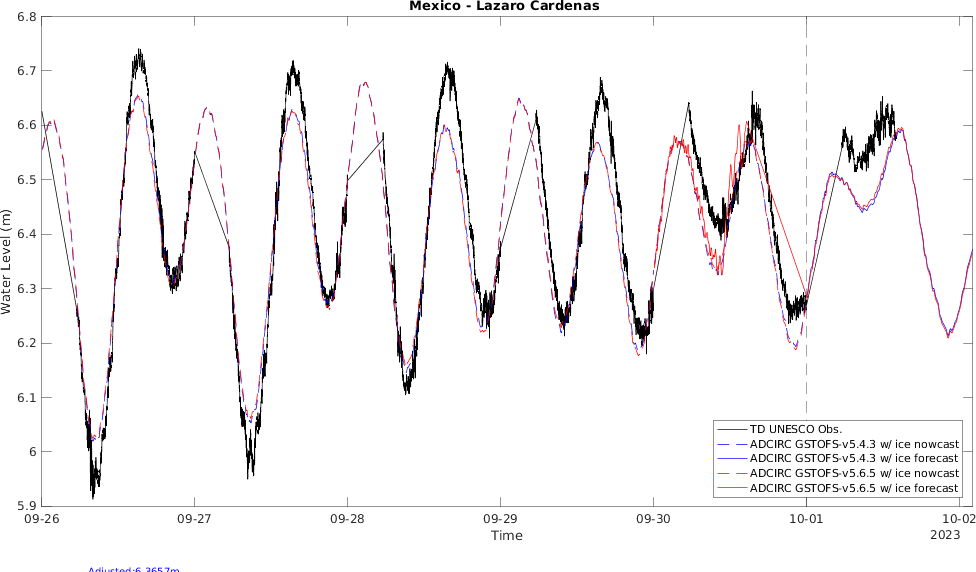 Mexico - Lazaro Cardenas
6.8
6.7
6.6
6.5
6.4
6.3
6.2
6.1
6
5.9
Water Level (m)
09-26
09-27
09-28
09-29
09-30
10-01
10-02
2023
Time
TD UNESCO Obs.
ADCIRC GSTOFS-v5.4.3 w/ ice nowcast
ADCIRC GSTOFS-v5.4.3 w/ ice forecast
ADCIRC GSTOFS-v5.6.5 w/ ice nowcast
ADCIRC GSTOFS-v5.6.5 w/ ice forecast
Adjusted:6.3657m